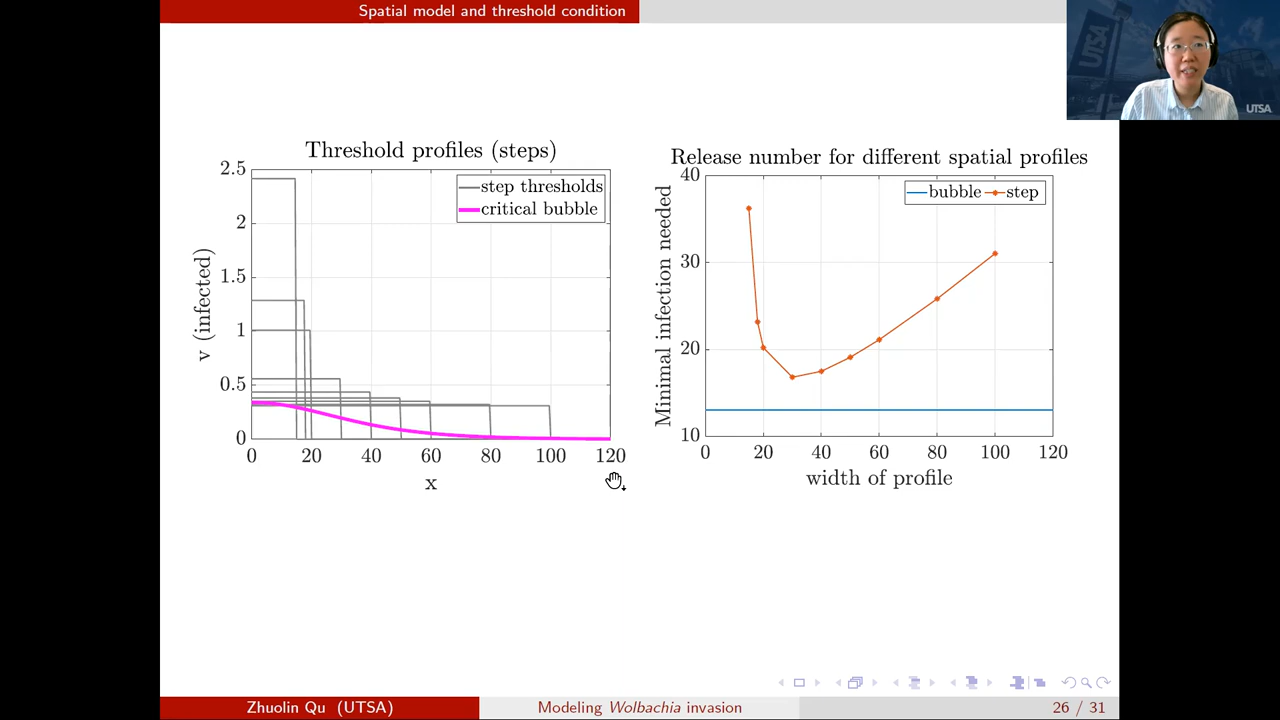 Spatial model and threshold condition
UTSA
UTSA
Threshold profiles (steps)
2.5
2
1.5
1
0.5
0
v (infected)
step thresholds
critical bubble
0 20 40 60 80 100 120
x
Release number for different spatial profiles
40
30
20
10
Minimal infection needed
bubble step
0 20 40 60 80 100 120
width of profile
Zhuolin Qu (UTSA)
Modeling Wolbachia invasion
26 / 31